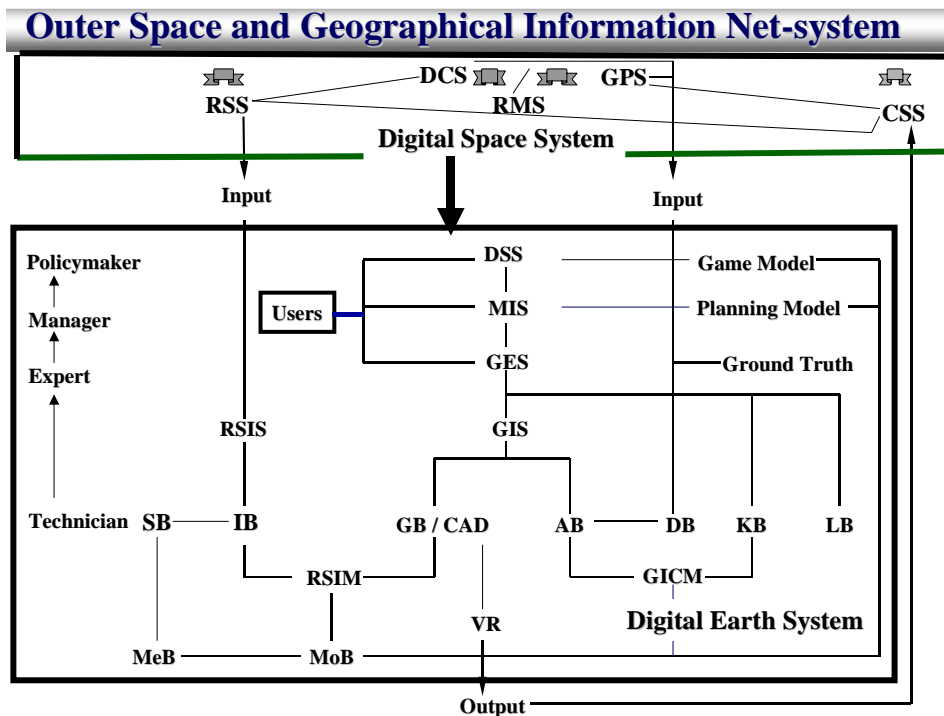 Outer Space and Geographical Information Net-system
DCS GPS
RSS RMS CSS
Digital Space System
Input Input
Policymaker DSS Game Model
Users MIS Planning Model
Manager
Expert GES Ground Truth
RSIS GIS
Technician SB IB GB / CAD AB DB KB LB
RSIM GICM
VR Digital Earth System
MeB MoB
Output